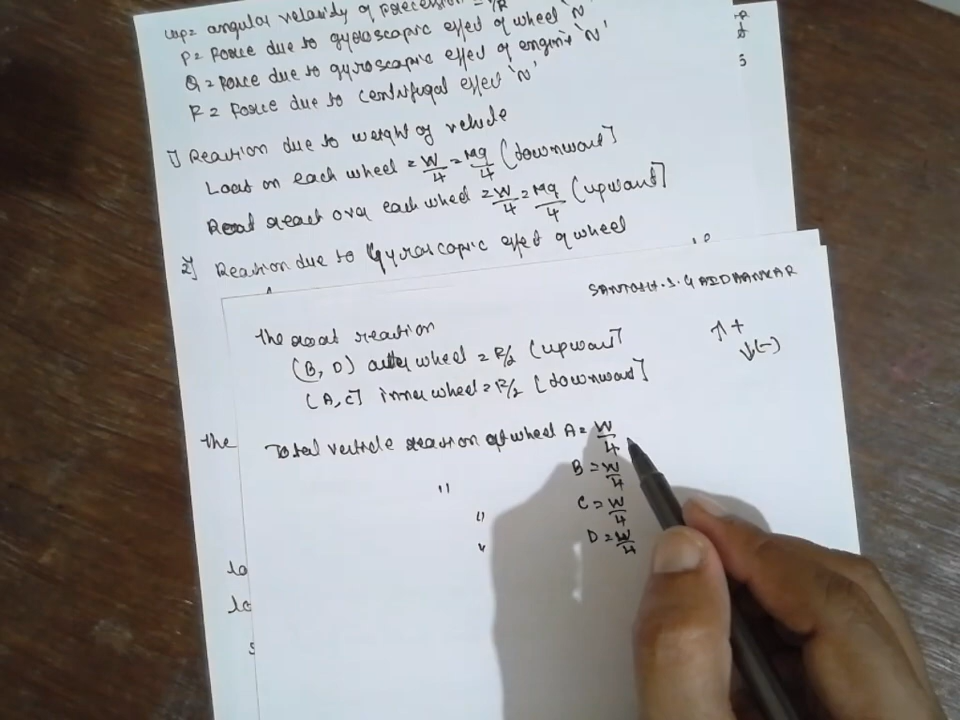 ωp= angular velocity of precession =
P= Force due to gyroscopic effect of wheel 'N'
Q= Force due to gyroscopic effect of engine 'N'
F= Force due to centrifugal effect 'N'
5
1] Reaction due to weight of vehicle
Load on each wheel = W/4 = Mg/4 (downward]
Road react over each wheel = W/4 = Mg/4 (upward]
2] Reaction due to Gyroscopic effect of wheel
SANTOSH.S.GAIDHANKAR
the road reaction
(B, D) outer wheel = R/2 (upward]
(A, C] inner wheel = R/2 [downward]
↑+
↓(-)
the
Total verticle reaction of wheel A= W/4
" B= W/4
" C= W/4
" D= W/4
lo
lo
s